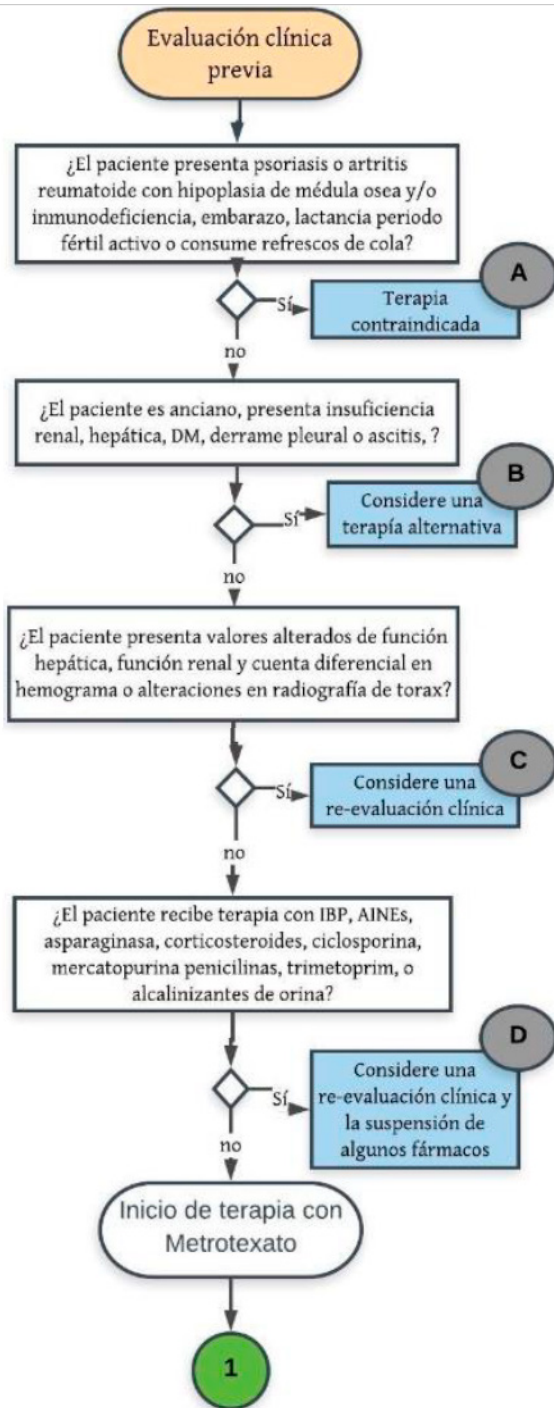 Evaluación clínica
previa
¿El paciente presenta psoriasis o artritis
reumatoide con hipoplasia de médula osea y/o
inmunodeficiencia, embarazo, lactancia periodo
fértil activo o consume refrescos de cola?
A
Sí
Terapia
contraindicada
no
¿El paciente es anciano, presenta insuficiencia
renal, hepática, DM, derrame pleural o ascitis, ?
B
Sí
Considere una
terapía alternativa
no
¿El paciente presenta valores alterados de función
hepática, función renal y cuenta diferencial en
hemograma o alteraciones en radiografía de torax?
C
Sí
Considere una
re-evaluación clínica
no
¿El paciente recibe terapia con IBP, AINEs,
asparaginasa, corticosteroides, ciclosporina,
mercatopurina penicilinas, trimetoprim, o
alcalinizantes de orina?
D
Sí
Considere una
re-evaluación clínica y
la suspensión de
algunos fármacos
no
Inicio de terapia con
Metrotexato
1